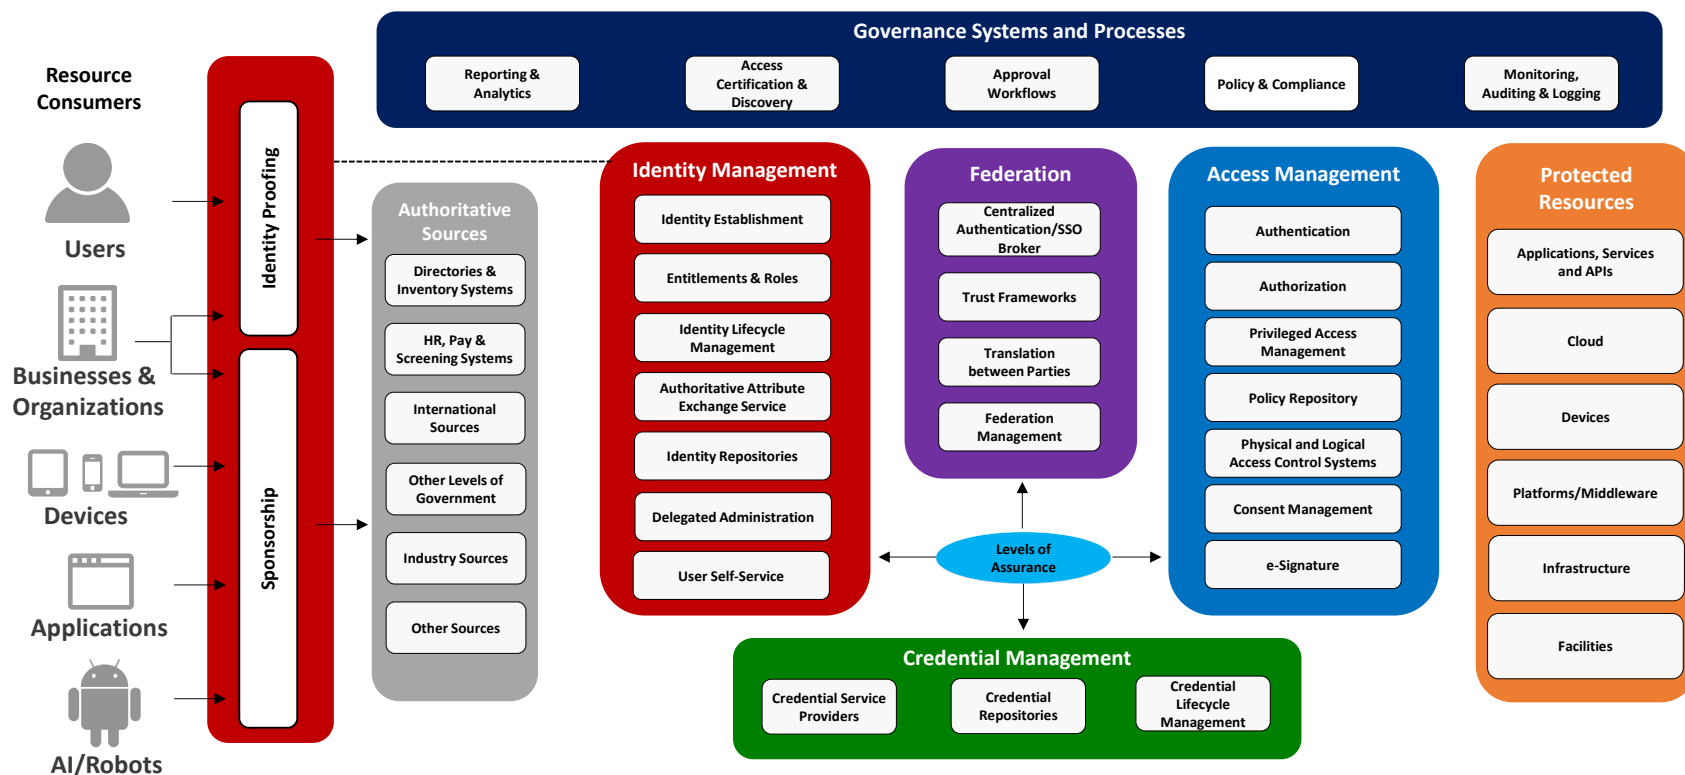 Governance Systems and Processes
Reporting &
Analytics
Access
Certification &
Discovery
Approval
Workflows
Policy & Compliance
Monitoring,
Auditing & Logging
Resource
Consumers
Users
Businesses &
Organizations
Devices
Applications
AI/Robots
Identity Proofing
Sponsorship
Authoritative
Sources
Directories &
Inventory Systems
HR, Pay &
Screening Systems
International
Sources
Other Levels of
Government
Industry Sources
Other Sources
Identity Management
Identity Establishment
Entitlements & Roles
Identity Lifecycle
Management
Authoritative Attribute
Exchange Service
Identity Repositories
Delegated Administration
User Self-Service
Federation
Centralized
Authentication/SSO
Broker
Trust Frameworks
Translation
between Parties
Federation
Management
Levels of
Assurance
Access Management
Authentication
Authorization
Privileged Access
Management
Policy Repository
Physical and Logical
Access Control Systems
Consent Management
e-Signature
Protected
Resources
Applications, Services
and APIs
Cloud
Devices
Platforms/Middleware
Infrastructure
Facilities
Credential Management
Credential Service
Providers
Credential
Repositories
Credential
Lifecycle
Management